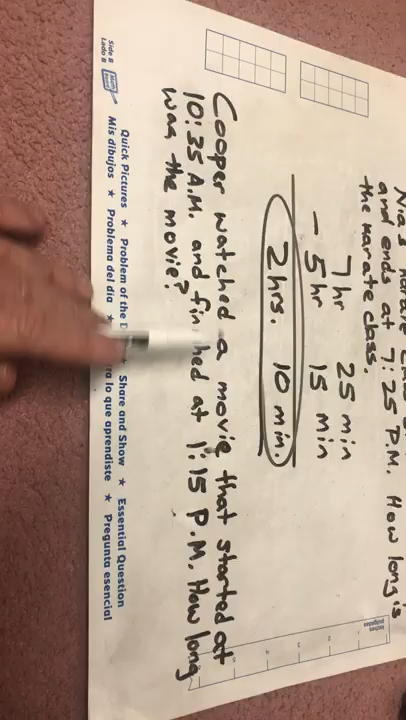 and ends at 7:25 P.M. How long is
the karate class.
7 hr 25 min
- 5 hr 15 min
2 hrs. 10 min.
Cooper watched a movie that started at
10:35 A.M. and at 1:15 P.M. How long
was the movie?
Side B Quick Pictures ★ Problem of the ★ Share and Show ★ Essential Question
Lado B Mis dibujos ★ Problema del día ★ lo que aprendiste ★ Pregunta esencial